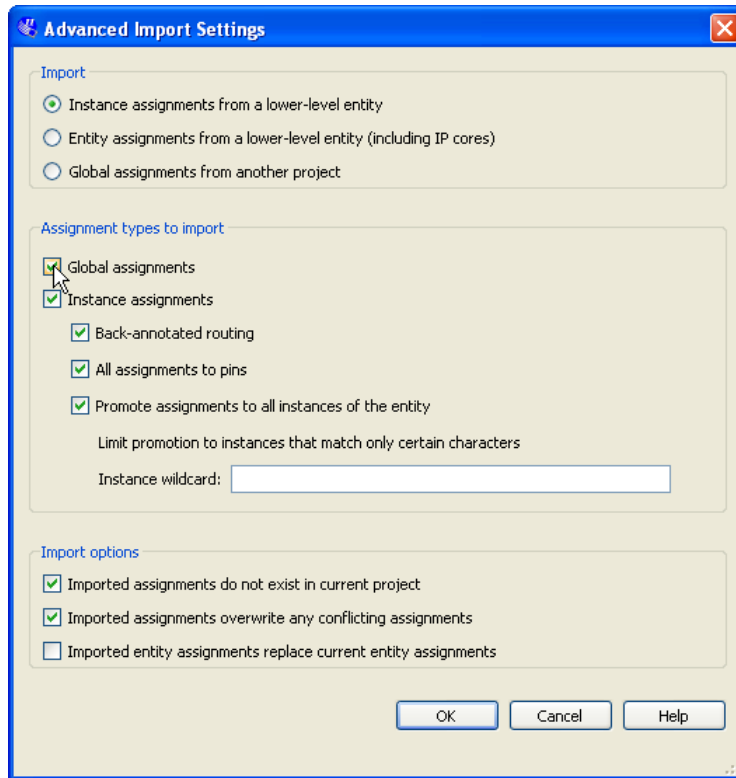 Advanced Import Settings
Import
Instance assignments from a lower-level entity
Entity assignments from a lower-level entity (including IP cores)
Global assignments from another project
Assignment types to import
Global assignments
Instance assignments
Back-annotated routing
All assignments to pins
Promote assignments to all instances of the entity
Limit promotion to instances that match only certain characters
Instance wildcard:
Import options
Imported assignments do not exist in current project
Imported assignments overwrite any conflicting assignments
Imported entity assignments replace current entity assignments
OK Cancel Help